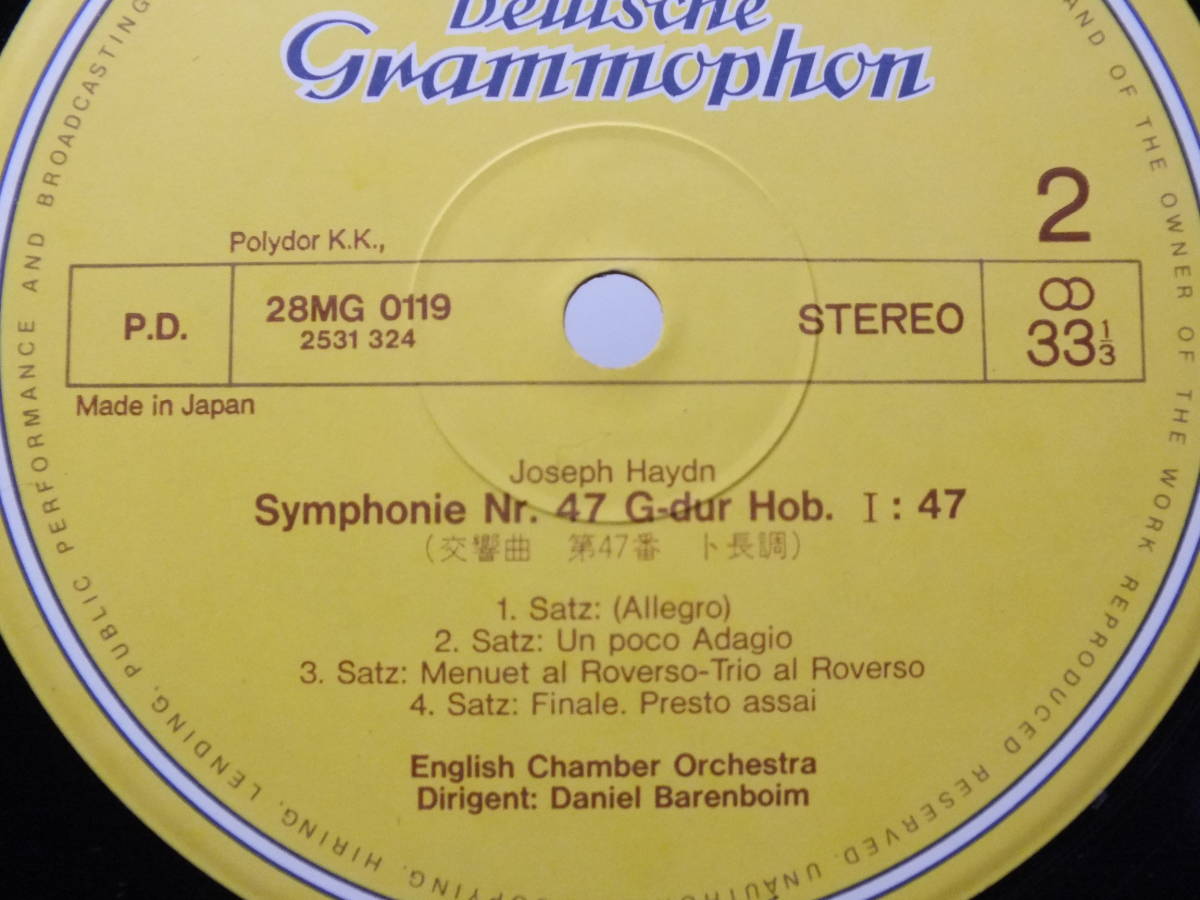 Deutsche
Grammophon
2
Polydor K.K.,
P.D.
28MG 0119
2531 324
STEREO
33 1/3
Made in Japan
Joseph Haydn
Symphonie Nr. 47 G-dur Hob. I : 47
(交響曲 第47番 ト長調)
1. Satz: (Allegro)
2. Satz: Un poco Adagio
3. Satz: Menuet al Roverso-Trio al Roverso
4. Satz: Finale. Presto assai
English Chamber Orchestra
Dirigent: Daniel Barenboim
AND OF THE OWNER OF THE WORK REPRODUCED RESERVED. HIRING, LENDING, PUBLIC PERFORMANCE AND BROADCASTING